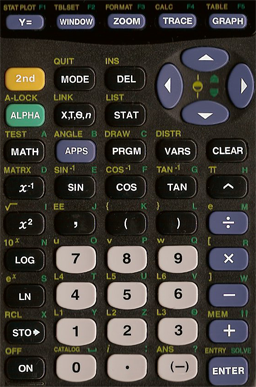 STAT PLOT F1 TBLSET F2 FORMAT F3 CALC F4 TABLE F5
Y= WINDOW ZOOM TRACE GRAPH
QUIT INS
2nd MODE DEL
A-LOCK LINK LIST
ALPHA X,T,Θ,n STAT
TEST A ANGLE B DRAW C DISTR
MATH APPS PRGM VARS CLEAR
MATRX D SIN⁻¹ E COS⁻¹ F TAN⁻¹ G π H
x⁻¹ SIN COS TAN ^
√ I EE J { K } L e M
x² , ( ) ÷
10ˣ N u O v P w Q [ R
LOG 7 8 9 ×
eˣ S L4 T L5 U L6 V ] W
LN 4 5 6 −
RCL X L1 Y L2 Z L3 θ MEM "
STO▸ 1 2 3 +
OFF CATALOG i : ANS ? ENTRY SOLVE
ON 0 . (−) ENTER